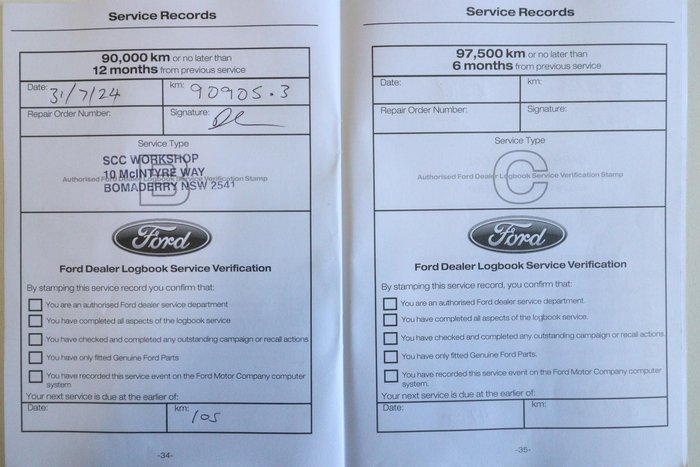 Service Records
90,000 km or no later than
12 months from previous service
Date: 31/7/24 km: 90905.3
Repair Order Number: Signature:
Service Type
B
Authorised Ford Dealer Logbook Service Verification Stamp
SCC WORKSHOP
10 McINTYRE WAY
BOMADERRY NSW 2541
Ford
Ford Dealer Logbook Service Verification
By stamping this service record you confirm that:
You are an authorised Ford dealer service department
You have completed all aspects of the logbook service
You have checked and completed any outstanding campaign or recall actions
You have only fitted Genuine Ford Parts
You have recorded this service event on the Ford Motor Company computer
system
Your next service is due at the earlier of:
Date: km: 105
-34-
Service Records
97,500 km or no later than
6 months from previous service
Date: km:
Repair Order Number: Signature:
Service Type
C
Authorised Ford Dealer Logbook Service Verification Stamp
Ford
Ford Dealer Logbook Service Verification
By stamping this service record, you confirm that:
You are an authorised Ford dealer service department.
You have completed all aspects of the logbook service.
You have checked and completed any outstanding campaign or recall actions.
You have only fitted Genuine Ford Parts.
You have recorded this service event on the Ford Motor Company computer
system.
Your next service is due at the earlier of:
Date: km:
-35-